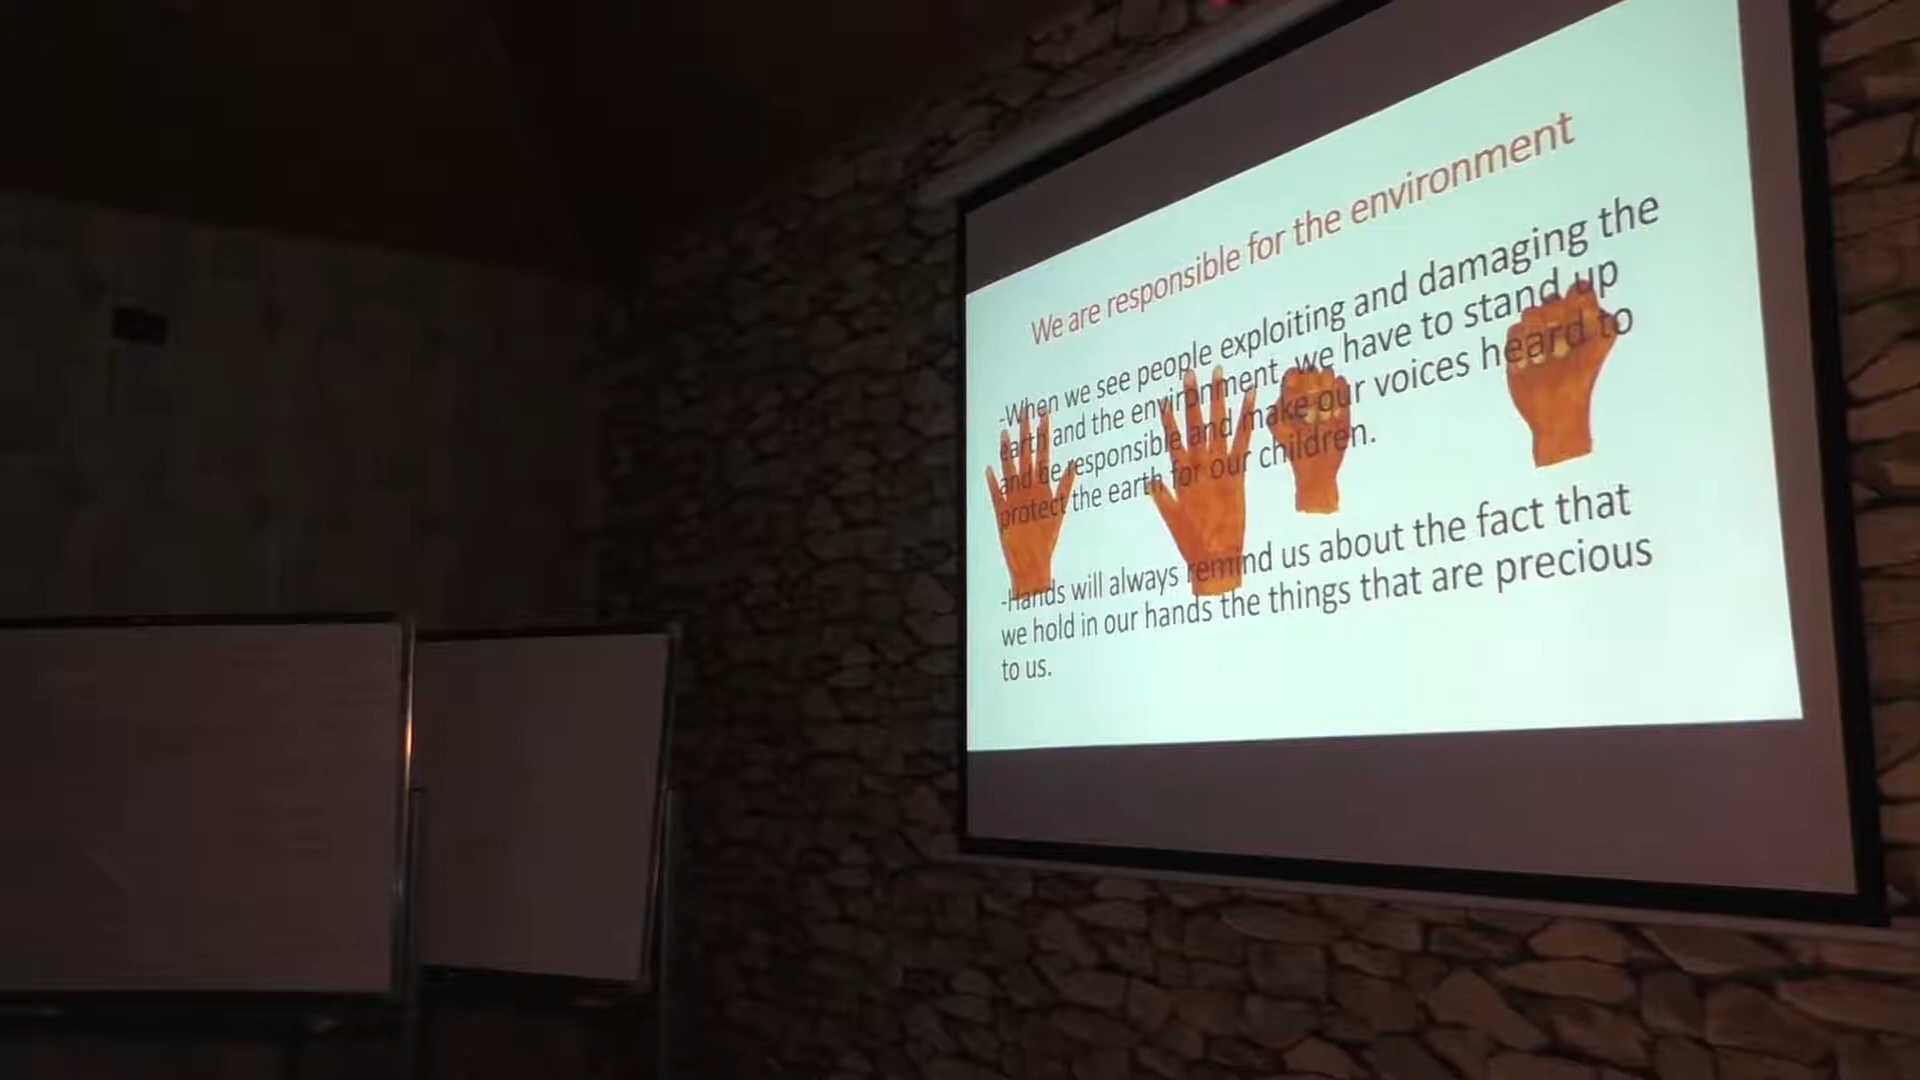 We are responsible for the environment
-When we see people exploiting and damaging the
earth and the environment, we have to stand up
and be responsible and make our voices heard to
protect the earth for our children.
-Hands will always remind us about the fact that
we hold in our hands the things that are precious
to us.